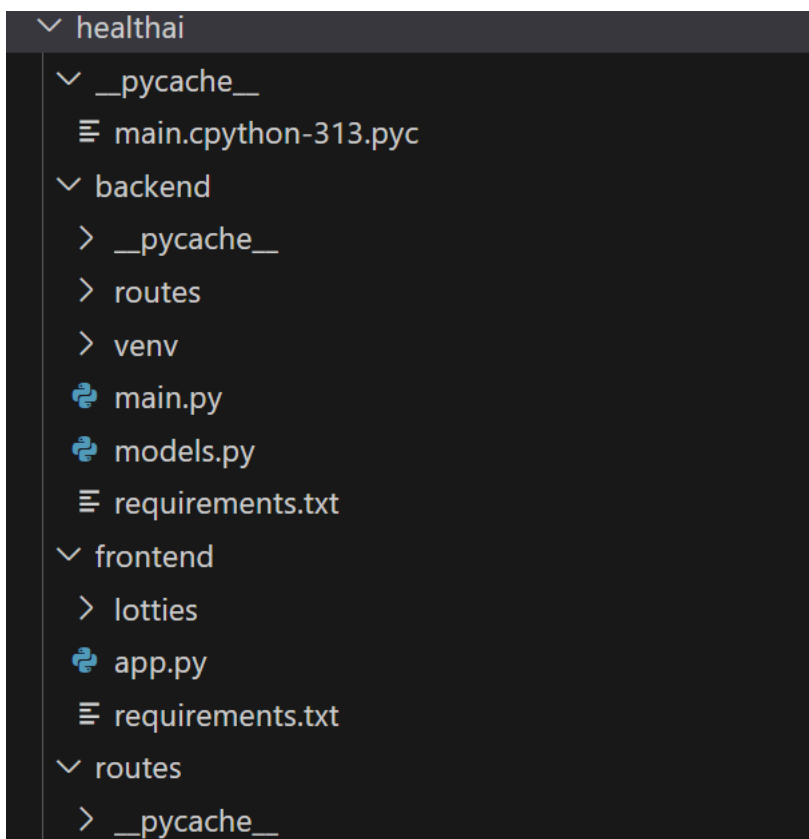 healthai
__pycache__
main.cpython-313.pyc
backend
__pycache__
routes
venv
main.py
models.py
requirements.txt
frontend
lotties
app.py
requirements.txt
routes
__pycache__